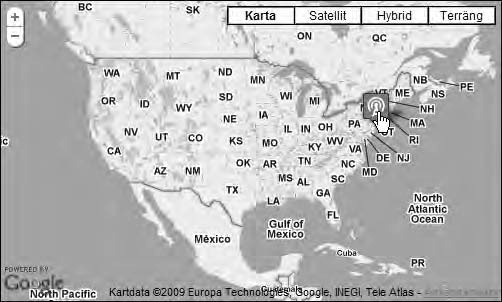 BC
SK
ON
QC
+
-
Karta
Satellit
Hybrid
Terräng
WA
MT
ND
MN
VT
ME
NB
PE
NS
OR
ID
SD
WI
MI
NH
MA
RI
NV
UT
CO
NE
IA
IL
IN
OH
PA
CT
CA
KS
MO
KY
WV
VA
DE
NJ
MD
AZ
NM
OK
AR
TN
NC
TX
MS
AL
SC
GA
LA
FL
North
Atlantic
Ocean
Gulf of
Mexico
México
Cuba
PR
Guatemala
POWERED BY
Google
North Pacific
Kartdata ©2009 Europa Technologies, Google, INEGI, Tele Atlas -